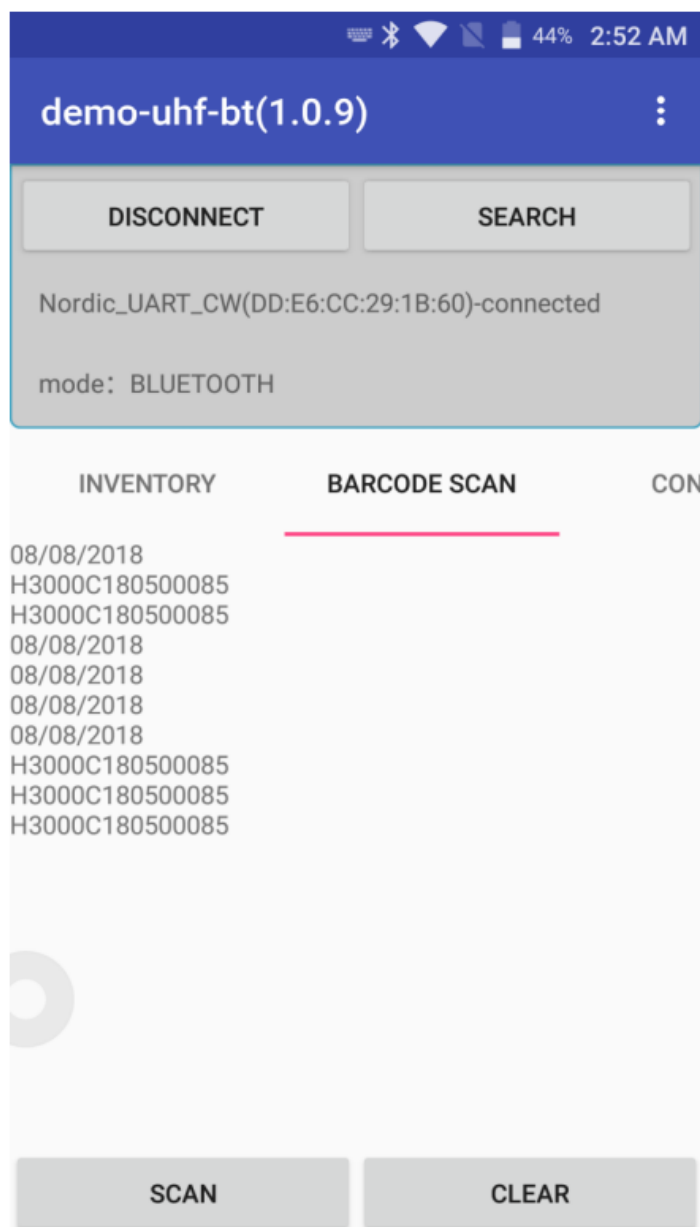 44% 2:52 AM
demo-uhf-bt(1.0.9)
DISCONNECT SEARCH
Nordic_UART_CW(DD:E6:CC:29:1B:60)-connected
mode：BLUETOOTH
INVENTORY BARCODE SCAN CON
08/08/2018
H3000C180500085
H3000C180500085
08/08/2018
08/08/2018
08/08/2018
08/08/2018
H3000C180500085
H3000C180500085
H3000C180500085
SCAN CLEAR